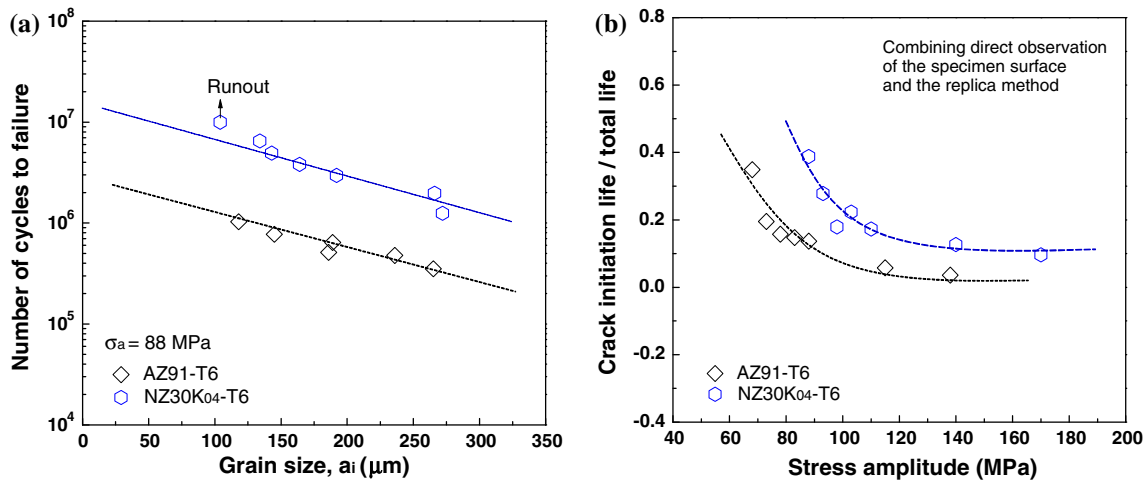 (a)
10^8
10^7
10^6
10^5
10^4
Number of cycles to failure
Runout
σa = 88 MPa
AZ91-T6
NZ30K04-T6
0 50 100 150 200 250 300 350
Grain size, ai (μm)
(b)
0.8
0.6
0.4
0.2
0.0
-0.2
-0.4
Crack initiation life / total life
Combining direct observation
of the specimen surface
and the replica method
AZ91-T6
NZ30K04-T6
40 60 80 100 120 140 160 180 200
Stress amplitude (MPa)